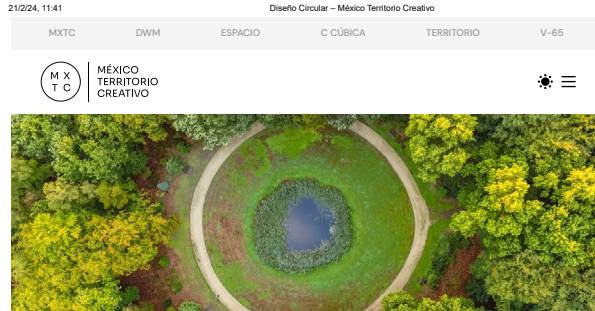 21/2/24, 11:41 Diseño Circular – México Territorio Creativo
MXTC DWM ESPACIO C CÚBICA TERRITORIO V-65
M X
T C
MÉXICO
TERRITORIO
CREATIVO